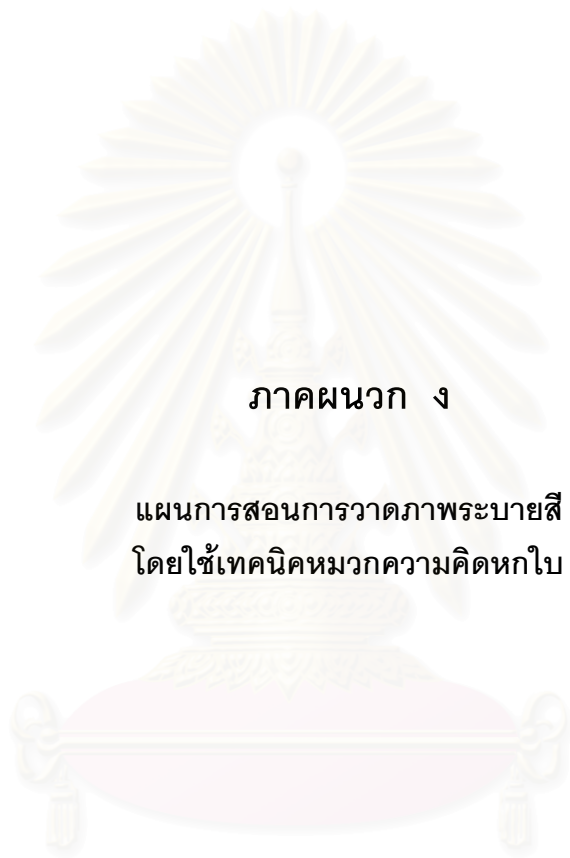 ภาคผนวก ง
แผนการสอนการวาดภาพระบายสี
โดยใช้เทคนิคหมวกความคิดหกใบ